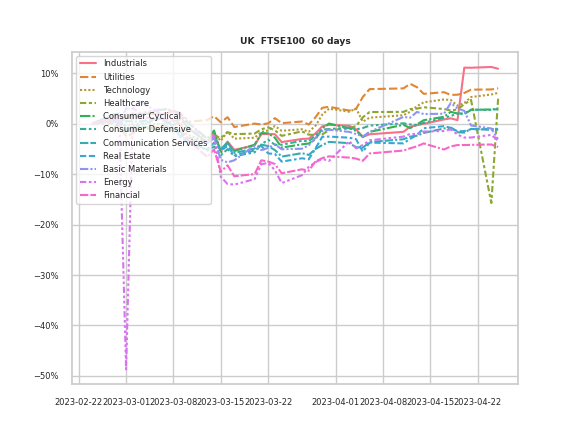 UK FTSE100 60 days
10%
0%
−10%
−20%
−30%
−40%
−50%
Industrials
Utilities
Technology
Healthcare
Consumer Cyclical
Consumer Defensive
Communication Services
Real Estate
Basic Materials
Energy
Financial
2023-02-22 2023-03-01 2023-03-08 2023-03-15 2023-03-22 2023-04-01 2023-04-08 2023-04-15 2023-04-22